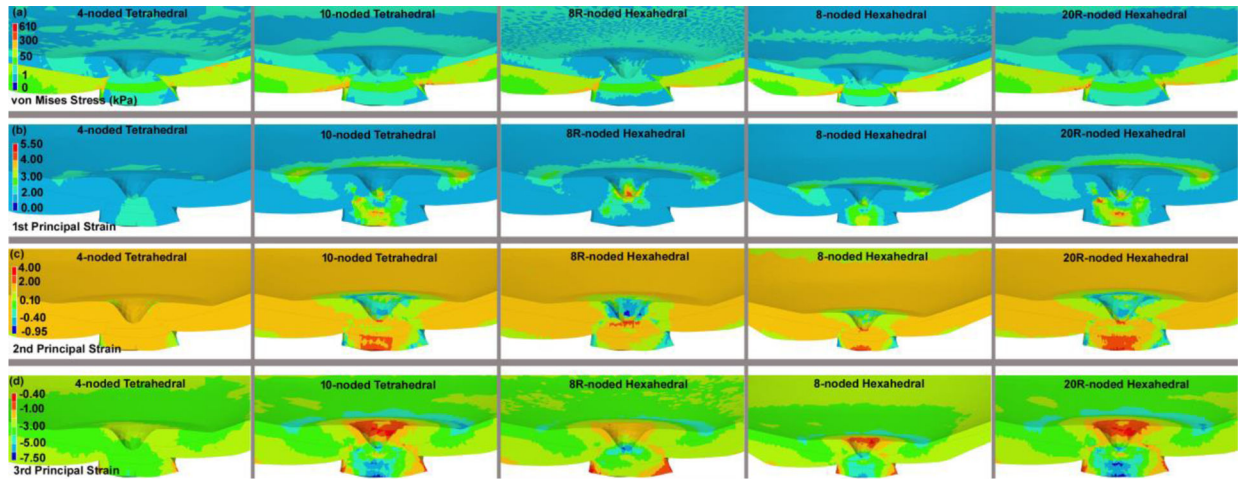 (a)
4-noded Tetrahedral
10-noded Tetrahedral
8R-noded Hexahedral
8-noded Hexahedral
20R-noded Hexahedral
610
300
50
1
0
von Mises Stress (kPa)
(b)
4-noded Tetrahedral
10-noded Tetrahedral
8R-noded Hexahedral
8-noded Hexahedral
20R-noded Hexahedral
5.50
4.00
3.00
2.00
0.00
1st Principal Strain
(c)
4-noded Tetrahedral
10-noded Tetrahedral
8R-noded Hexahedral
8-noded Hexahedral
20R-noded Hexahedral
4.00
2.00
0.10
-0.40
-0.95
2nd Principal Strain
(d)
4-noded Tetrahedral
10-noded Tetrahedral
8R-noded Hexahedral
8-noded Hexahedral
20R-noded Hexahedral
-0.40
-1.00
-3.00
-5.00
-7.50
3rd Principal Strain